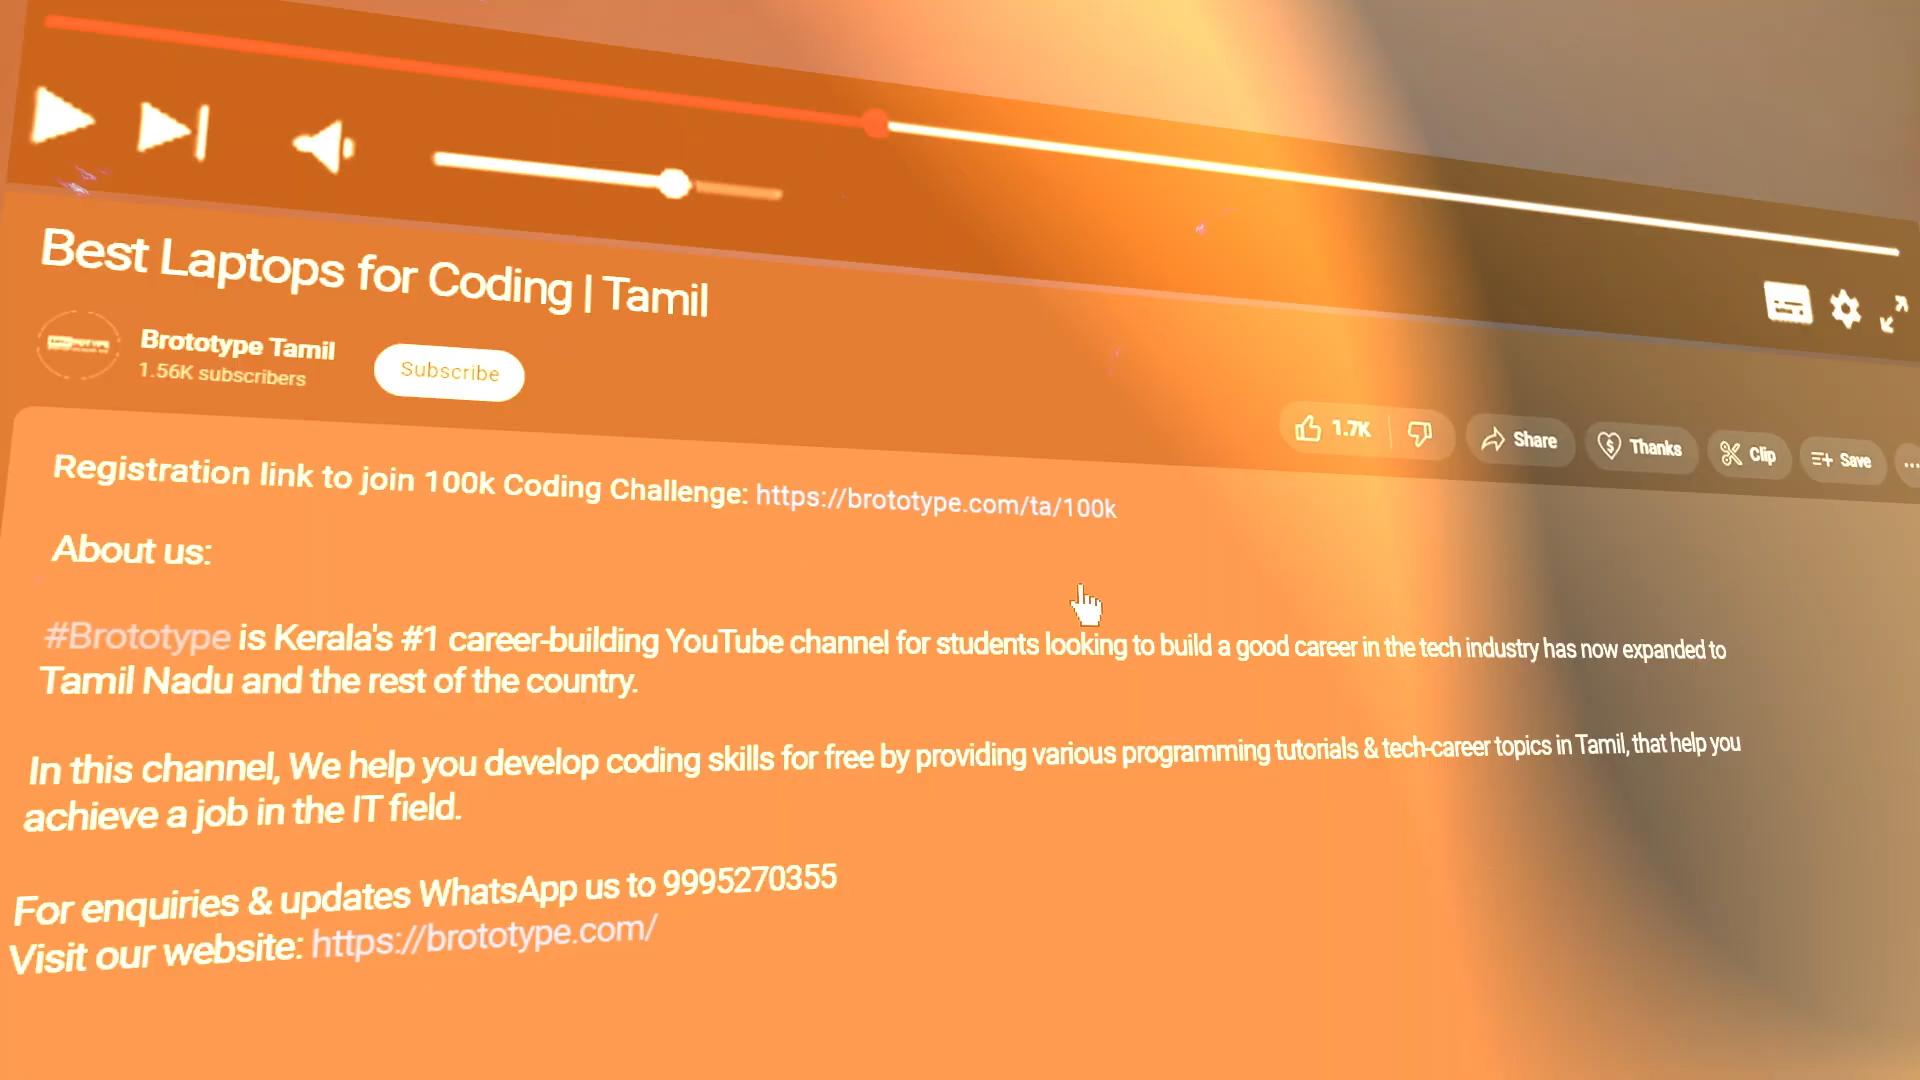 Best Laptops for Coding | Tamil
Brototype Tamil
1.56K subscribers
Subscribe
1.7K
Share
Thanks
Clip
Save
Registration link to join 100k Coding Challenge: https://brototype.com/ta/100k
About us:
#Brototype is Kerala's #1 career-building YouTube channel for students looking to build a good career in the tech industry has now expanded to
Tamil Nadu and the rest of the country.
In this channel, We help you develop coding skills for free by providing various programming tutorials & tech-career topics in Tamil, that help you
achieve a job in the IT field.
For enquiries & updates WhatsApp us to 9995270355
Visit our website: https://brototype.com/